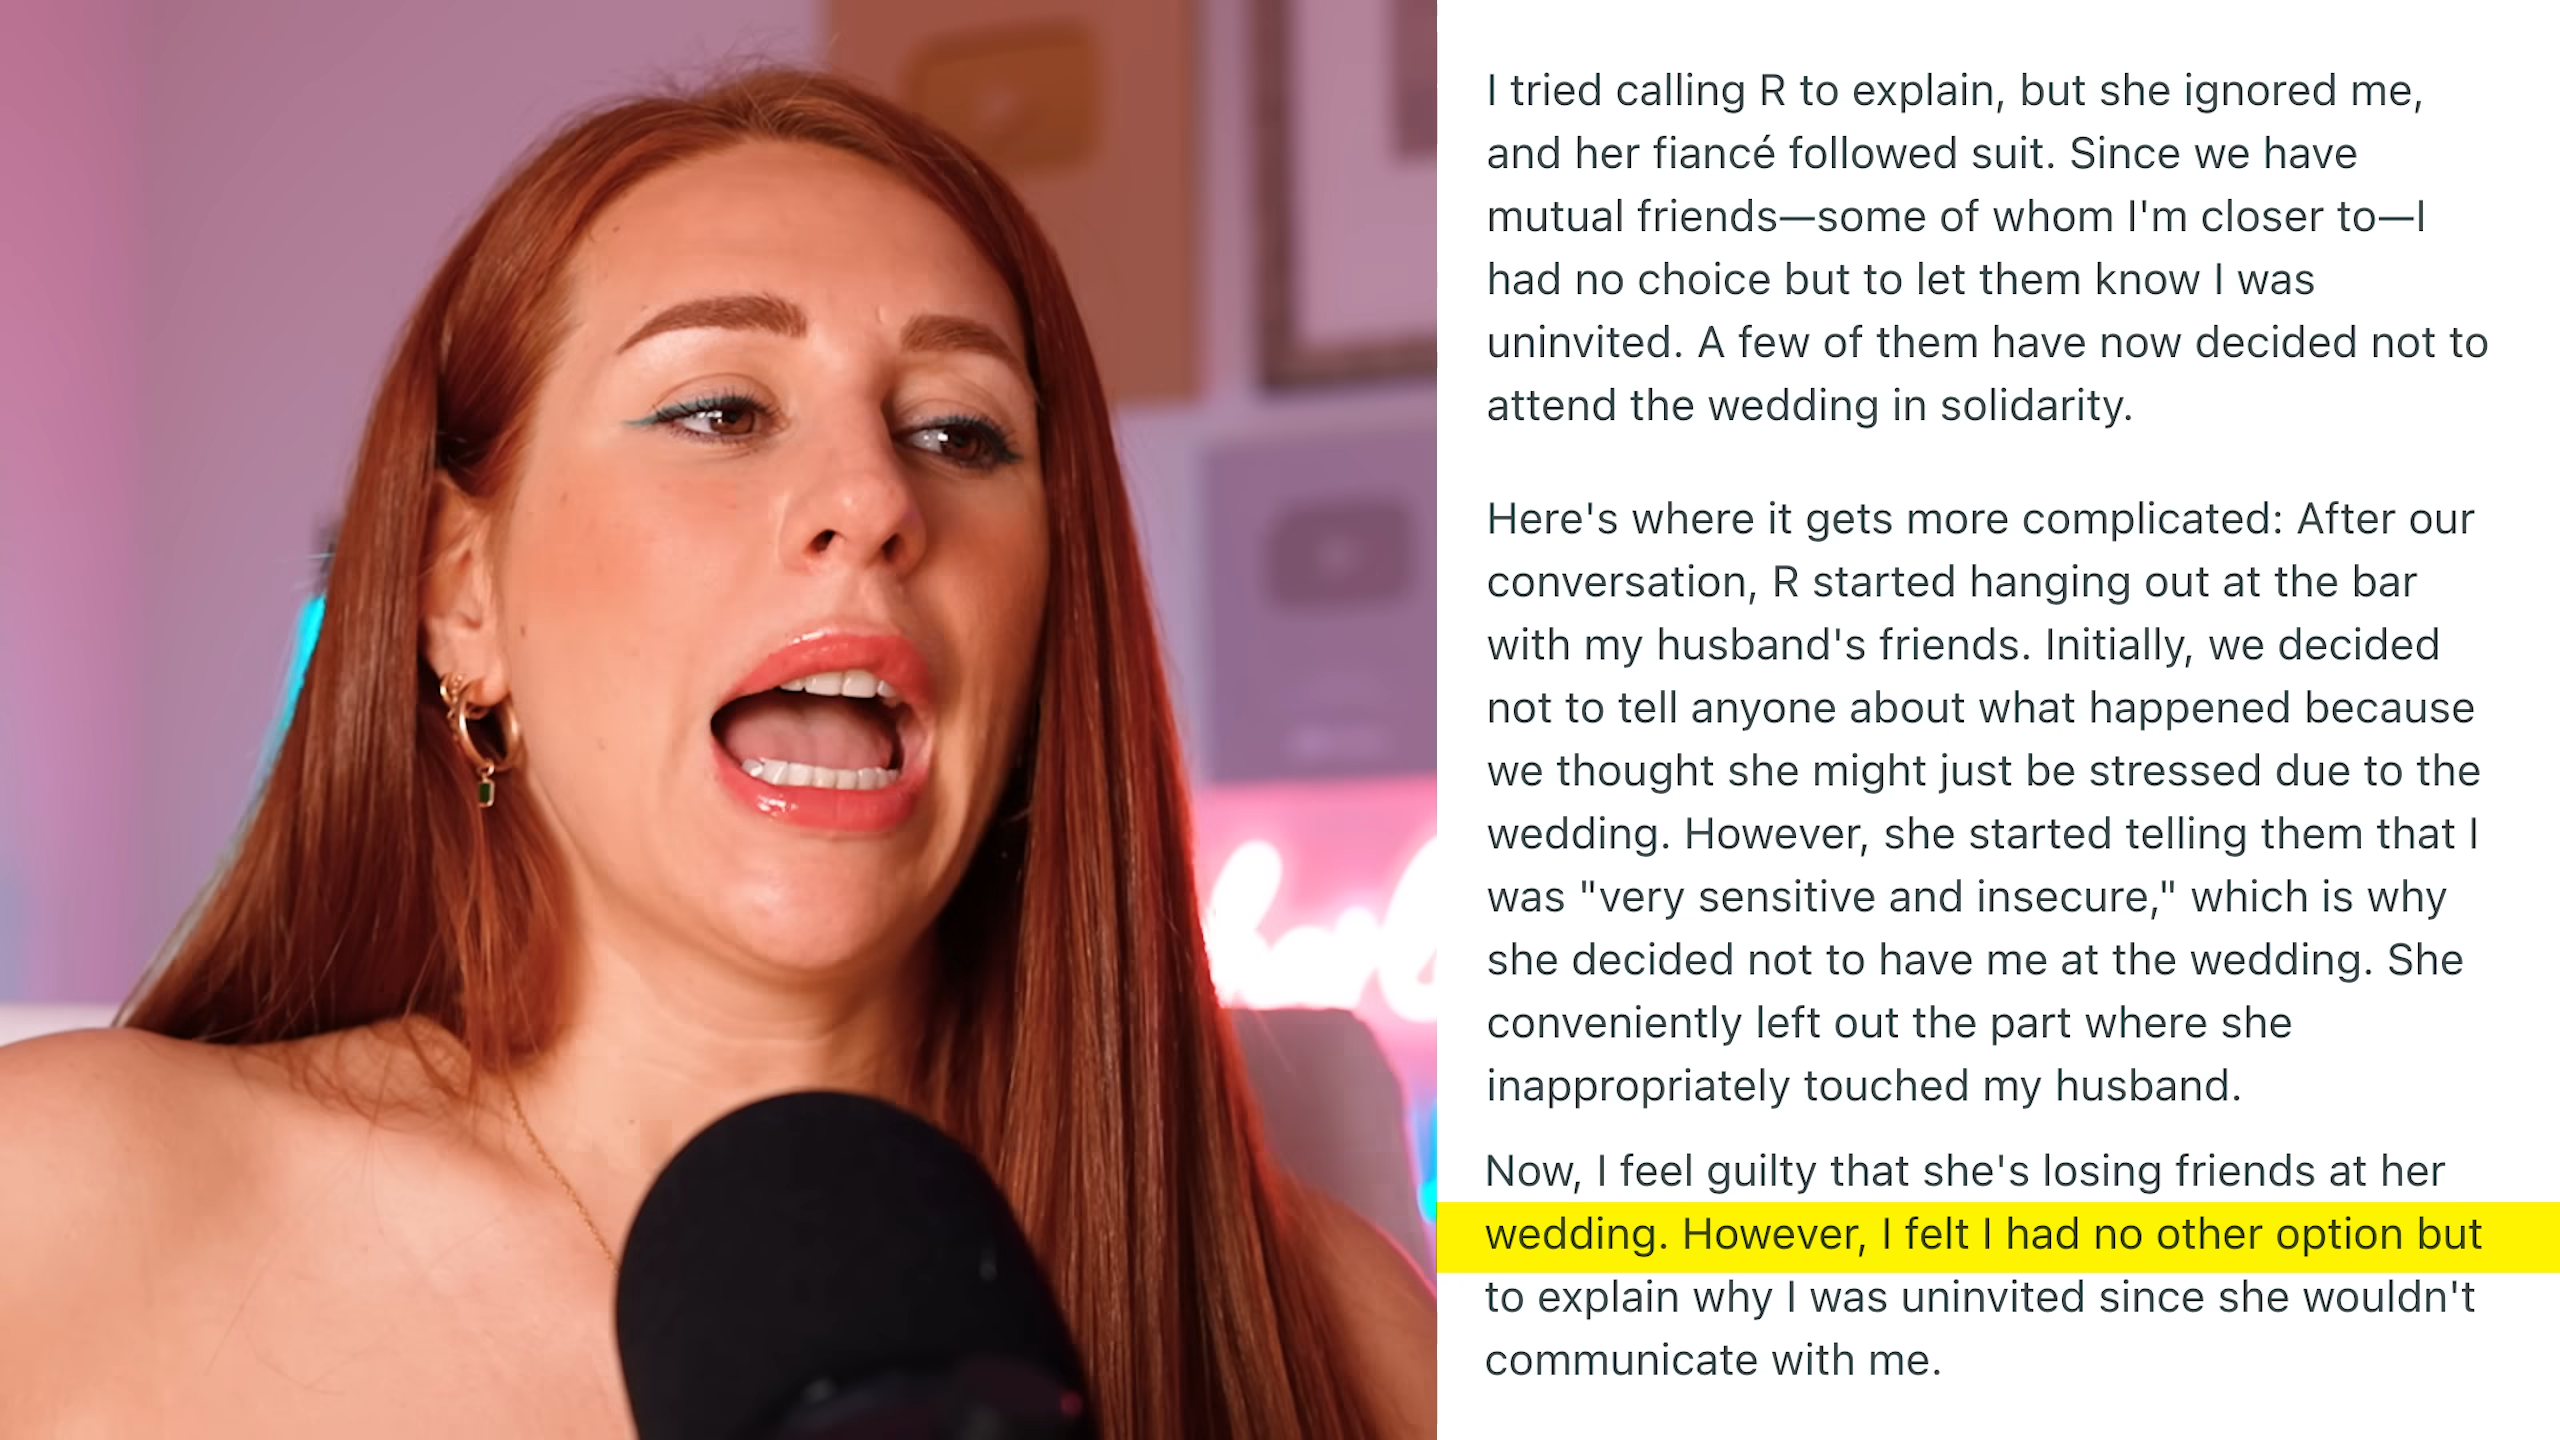 I tried calling R to explain, but she ignored me,
and her fiancé followed suit. Since we have
mutual friends—some of whom I'm closer to—I
had no choice but to let them know I was
uninvited. A few of them have now decided not to
attend the wedding in solidarity.
Here's where it gets more complicated: After our
conversation, R started hanging out at the bar
with my husband's friends. Initially, we decided
not to tell anyone about what happened because
we thought she might just be stressed due to the
wedding. However, she started telling them that I
was "very sensitive and insecure," which is why
she decided not to have me at the wedding. She
conveniently left out the part where she
inappropriately touched my husband.
Now, I feel guilty that she's losing friends at her
wedding. However, I felt I had no other option but
to explain why I was uninvited since she wouldn't
communicate with me.